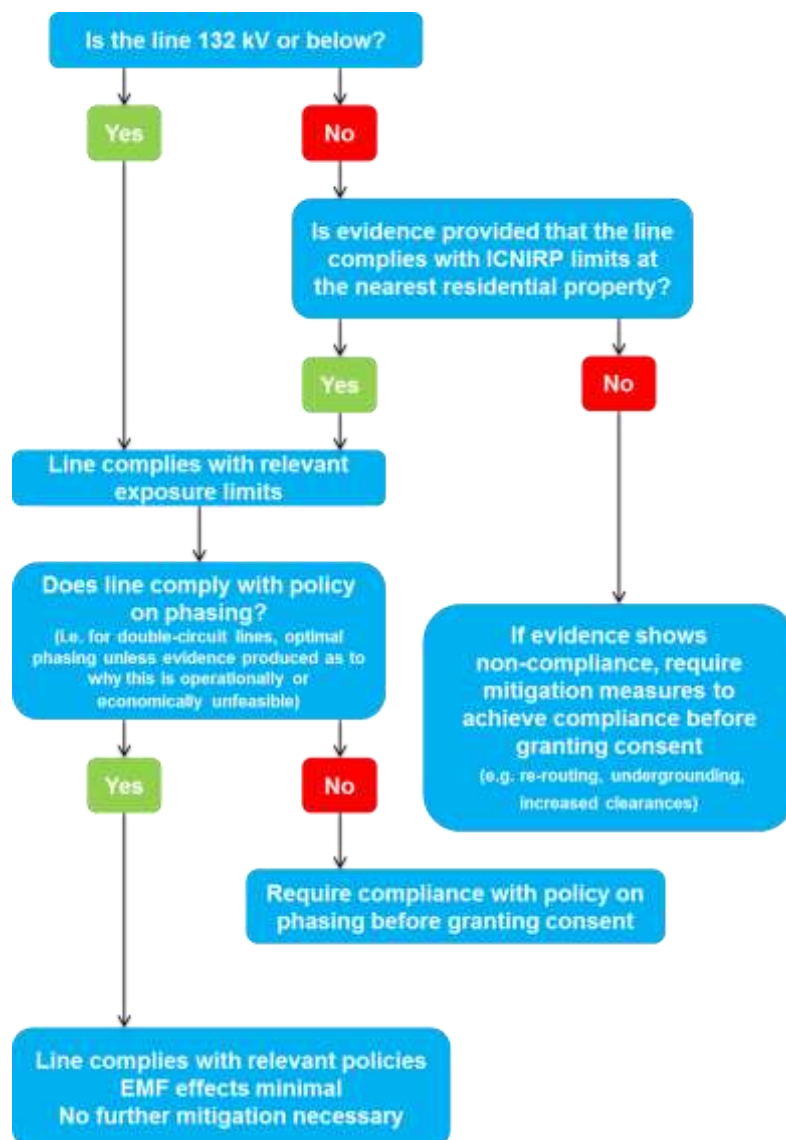 Is the line 132 kV or below?
Yes
No
Is evidence provided that the line
complies with ICNIRP limits at
the nearest residential property?
Yes
No
Line complies with relevant
exposure limits
Does line comply with policy
on phasing?
(i.e. for double-circuit lines, optimal
phasing unless evidence produced as to
why this is operationally or
economically unfeasible)
If evidence shows
non-compliance, require
mitigation measures to
achieve compliance before
granting consent
(e.g. re-routing, undergrounding,
increased clearances)
Yes
No
Require compliance with policy on
phasing before granting consent
Line complies with relevant policies
EMF effects minimal
No further mitigation necessary